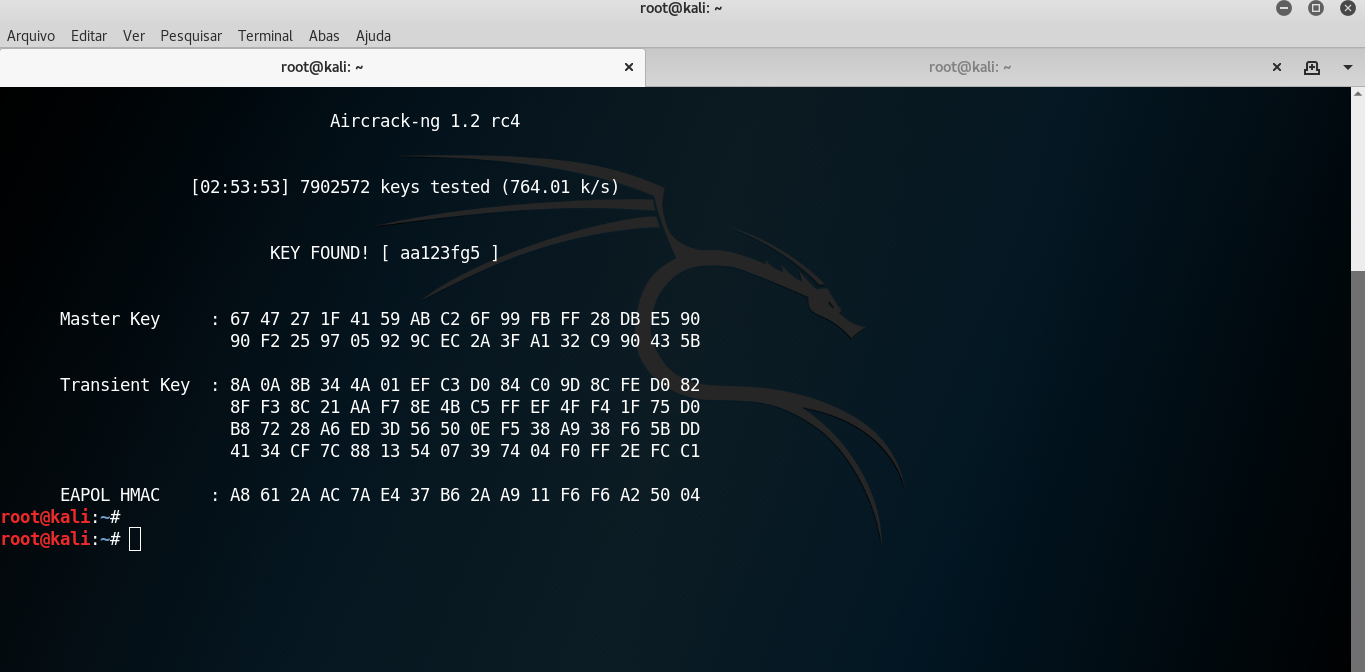 root@kali: ~
Arquivo Editar Ver Pesquisar Terminal Abas Ajuda
root@kali: ~ root@kali: ~
Aircrack-ng 1.2 rc4
[02:53:53] 7902572 keys tested (764.01 k/s)
KEY FOUND! [ aa123fg5 ]
Master Key : 67 47 27 1F 41 59 AB C2 6F 99 FB FF 28 DB E5 90
90 F2 25 97 05 92 9C EC 2A 3F A1 32 C9 90 43 5B
Transient Key : 8A 0A 8B 34 4A 01 EF C3 D0 84 C0 9D 8C FE D0 82
8F F3 8C 21 AA F7 8E 4B C5 FF EF 4F F4 1F 75 D0
B8 72 28 A6 ED 3D 56 50 0E F5 38 A9 38 F6 5B DD
41 34 CF 7C 88 13 54 07 39 74 04 F0 FF 2E FC C1
EAPOL HMAC : A8 61 2A AC 7A E4 37 B6 2A A9 11 F6 F6 A2 50 04
root@kali:~#
root@kali:~#